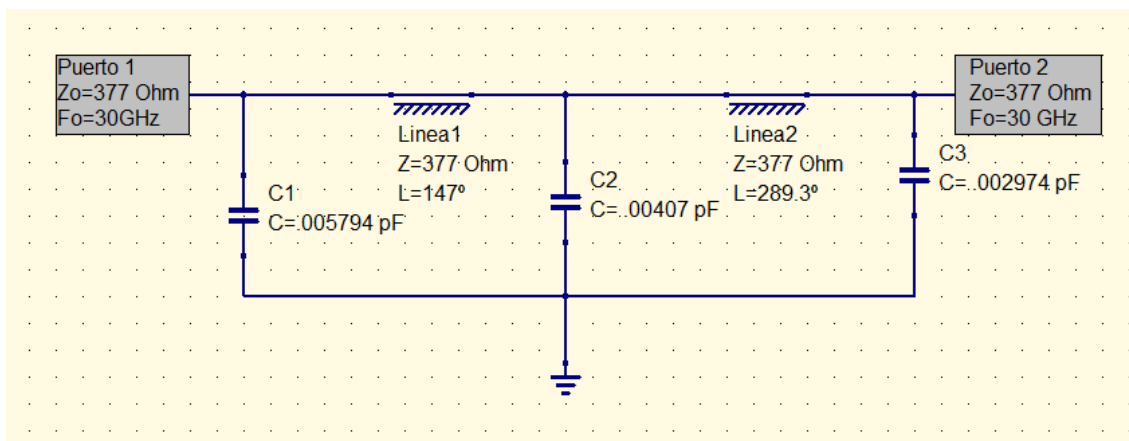 Puerto 1
Zo=377 Ohm
Fo=30GHz
Puerto 2
Zo=377 Ohm
Fo=30 GHz
Linea1
Z=377 Ohm
L=147º
Linea2
Z=377 Ohm
L=289.3º
C1
C=.005794 pF
C2
C=.00407 pF
C3
C=.002974 pF